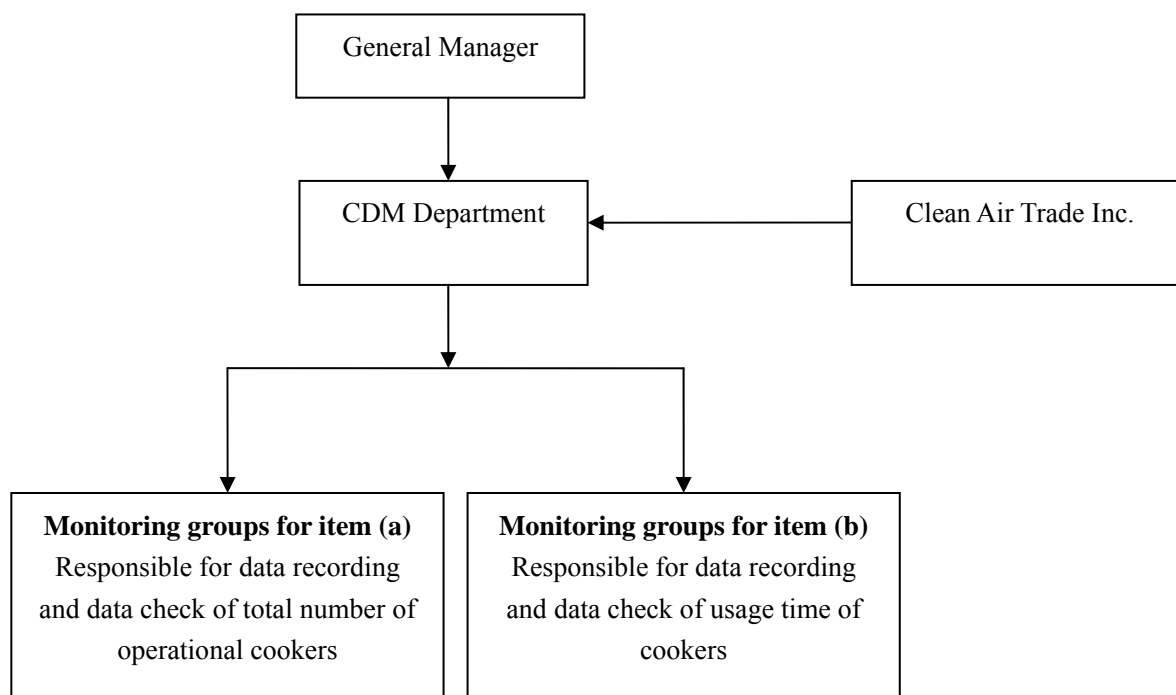 General Manager
CDM Department
Clean Air Trade Inc.
Monitoring groups for item (a)
Responsible for data recording
and data check of total number of
operational cookers
Monitoring groups for item (b)
Responsible for data recording
and data check of usage time of
cookers